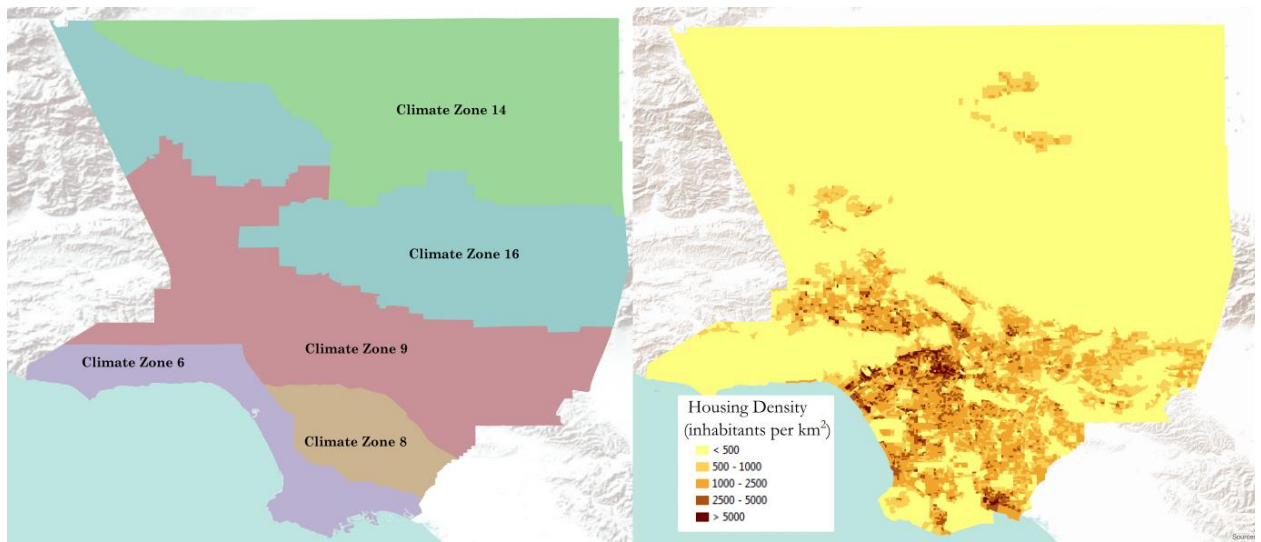 Climate Zone 14
Climate Zone 16
Climate Zone 9
Climate Zone 6
Climate Zone 8
Housing Density
(inhabitants per km²)
< 500
500 - 1000
1000 - 2500
2500 - 5000
> 5000